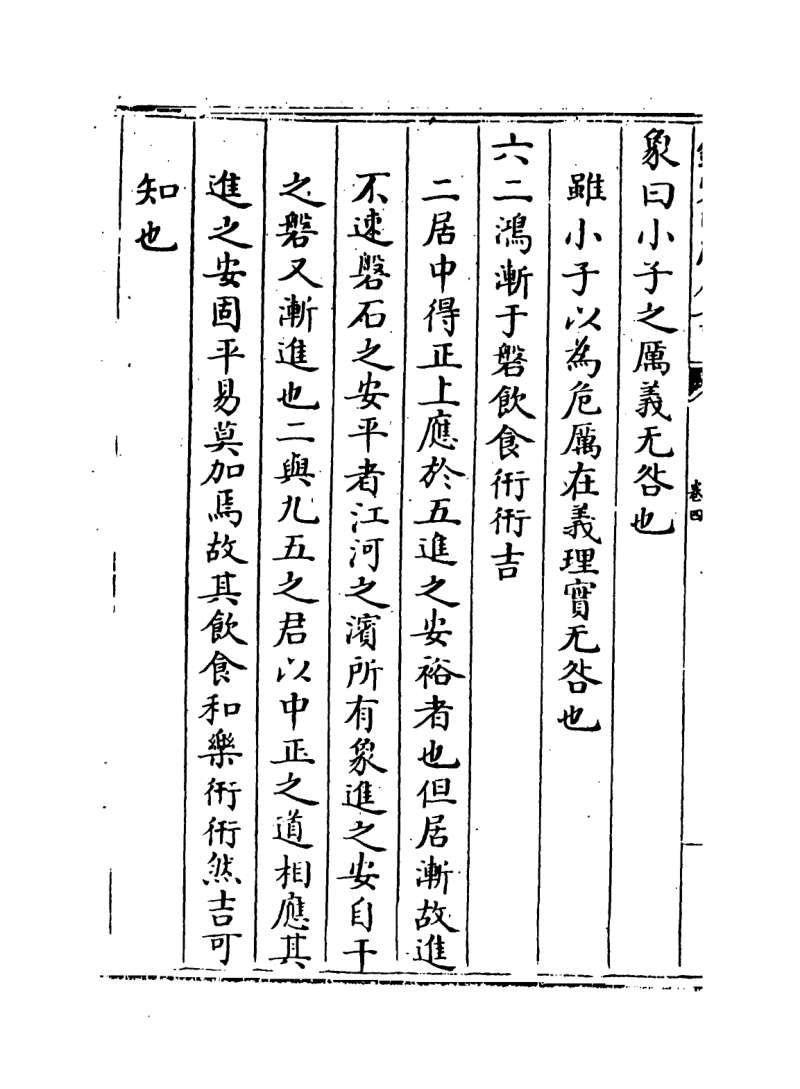 象曰小子之厲義无咎也
雖小子以為危厲在義理實无咎也
六二鴻漸于磐飲食衎衎吉
二居中得正上應於五進之安裕者也但居漸故進
不速磐石之安平者江河之濱所有象進之安自干
之磐又漸進也二與九五之君以中正之道相應其
進之安固平易莫加焉故其飲食和樂衎衎然吉可
知也
卷四